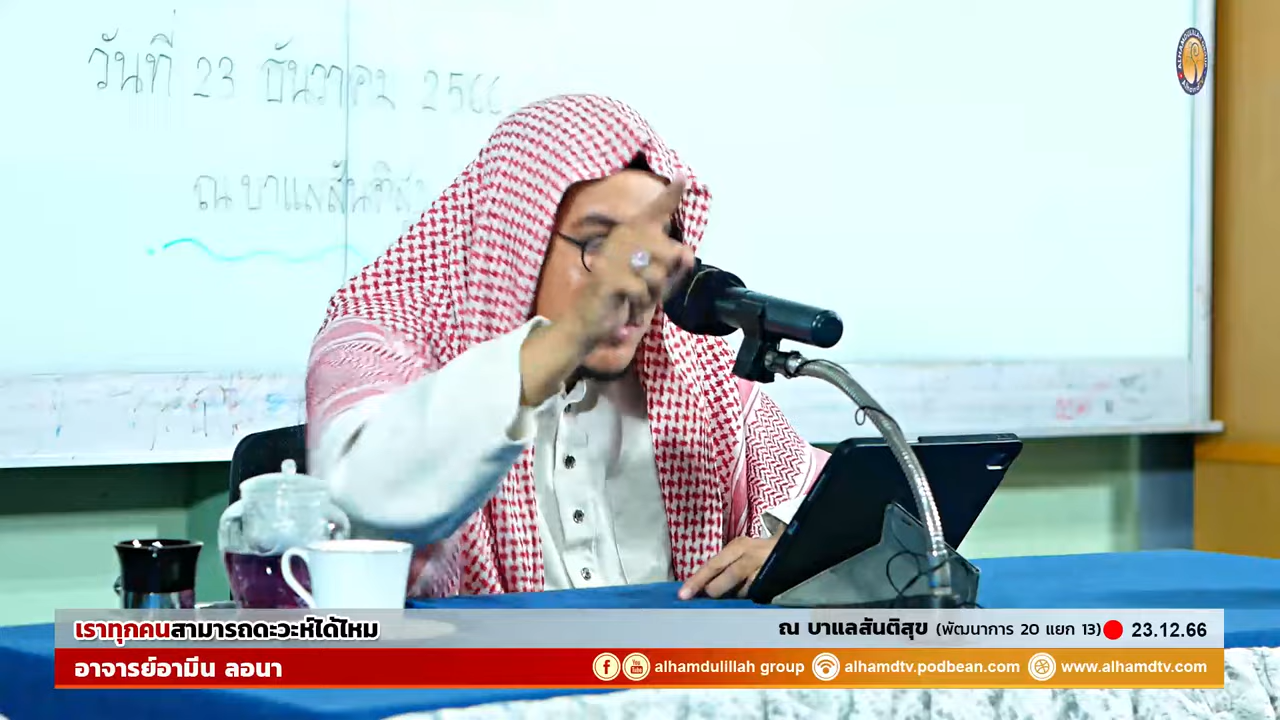 วันที่ 23 ธันวาคม 2566
ณ บาแลสันติสุ
เราทุกคนสามารถดะวะห์ได้ไหม
ณ บาแลสันติสุข (พัฒนาการ 20 แยก 13) 23.12.66
อาจารย์อามีน ลอนา
alhamdulillah group alhamdtv.podbean.com www.alhamdtv.com